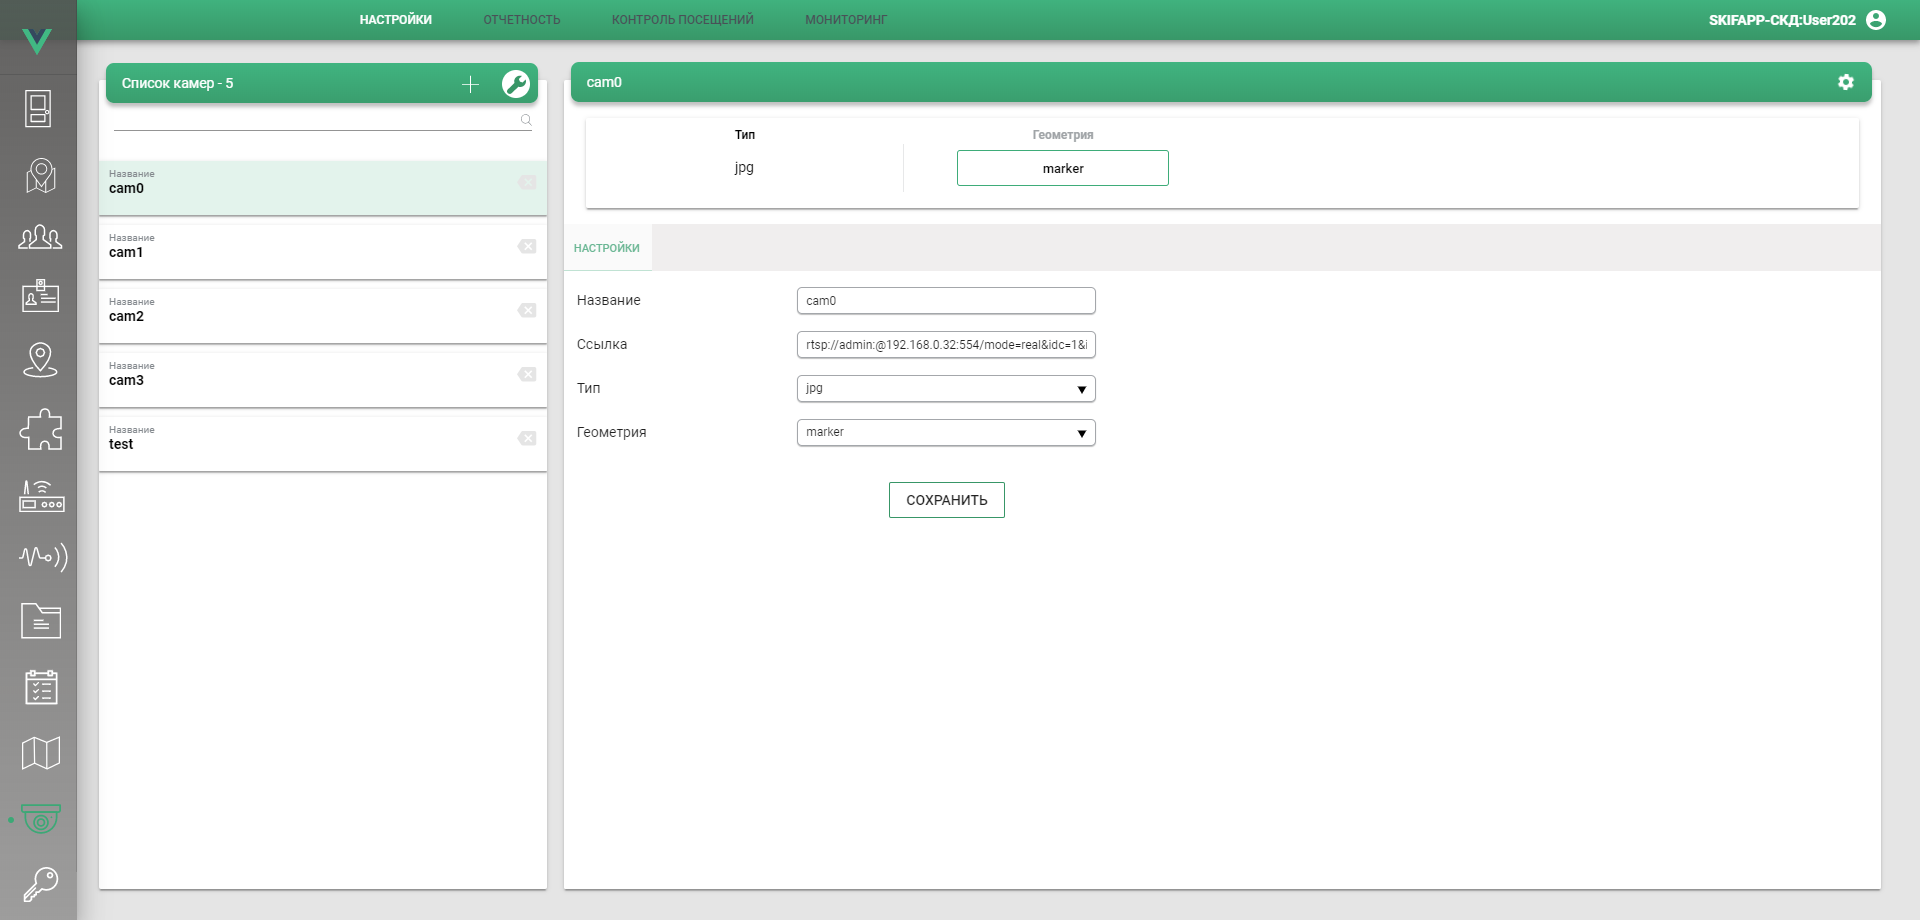 НАСТРОЙКИ
ОТЧЕТНОСТЬ
КОНТРОЛЬ ПОСЕЩЕНИЙ
МОНИТОРИНГ
SKIFAPP-СКД:User202
Список камер - 5
Название
cam0
Название
cam1
Название
cam2
Название
cam3
Название
test
cam0
Тип
jpg
Геометрия
marker
НАСТРОЙКИ
Название
cam0
Ссылка
rtsp://admin:@192.168.0.32:554/mode=real&idc=1&i
Тип
jpg
Геометрия
marker
СОХРАНИТЬ